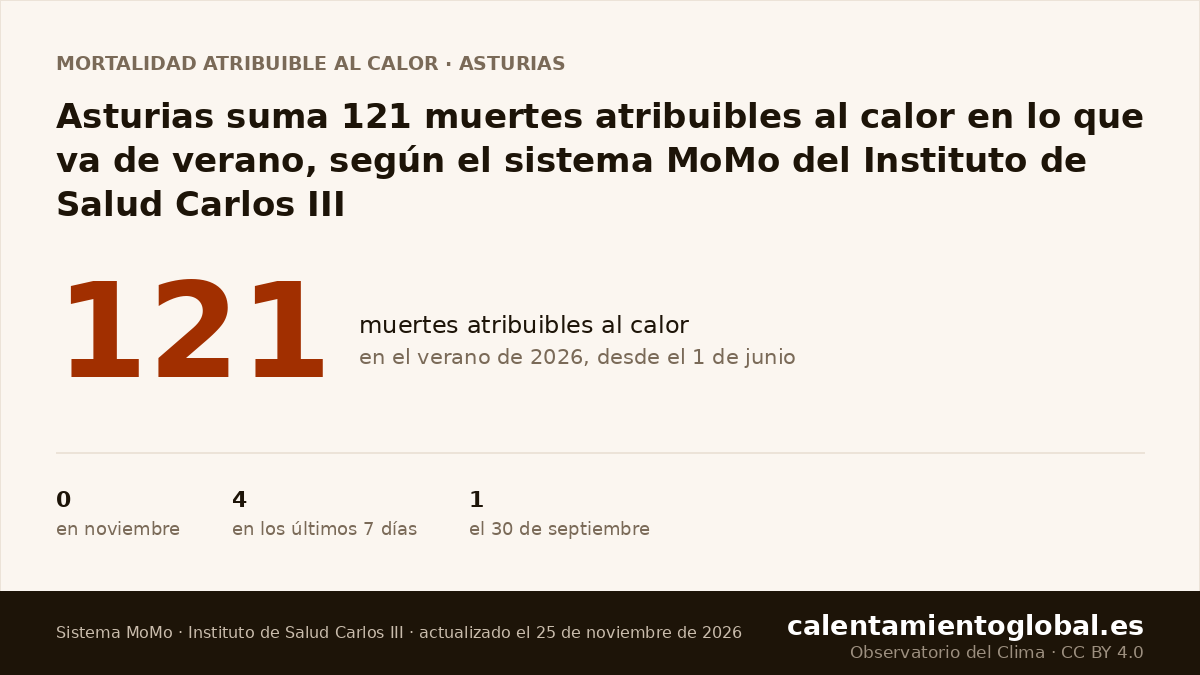 MORTALIDAD ATRIBUIBLE AL CALOR · ASTURIAS
Asturias suma 121 muertes atribuibles al calor en lo que
va de verano, según el sistema MoMo del Instituto de
Salud Carlos III
121
muertes atribuibles al calor
en el verano de 2026, desde el 1 de junio
0
en noviembre
4
en los últimos 7 días
1
el 30 de septiembre
Sistema MoMo · Instituto de Salud Carlos III · actualizado el 25 de noviembre de 2026
calentamientoglobal.es
Observatorio del Clima · CC BY 4.0